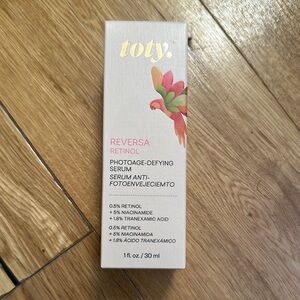 toty.
REVERSA
RETINOL
PHOTOAGE-DEFYING
SERUM
SERUM ANTI-
FOTOENVEJECIEMTO
0.5% RETINOL
+ 5% NIACINAMIDE
+ 1.8% TRANEXAMIC ACID
0.5% RETINOL
+ 5% NIACINAMIDA
+ 1.8% ÁCIDO TRANEXÁMICO
1 fl. oz. / 30 ml